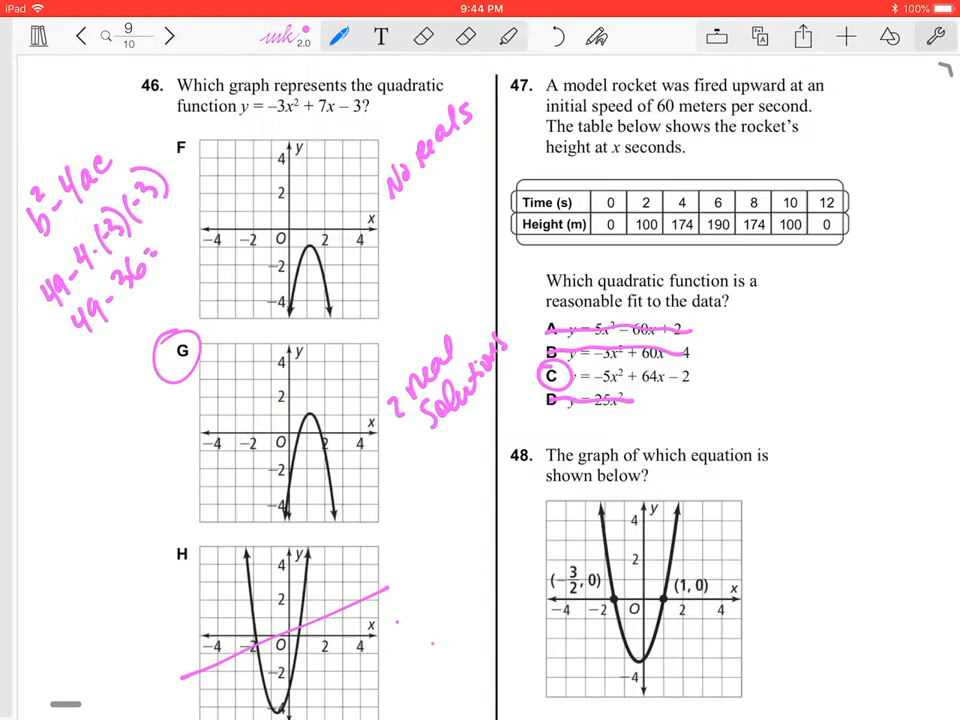 iPad 9:44 PM 100%
9
10
ink 2.0
T
46. Which graph represents the quadratic
function y = –3x² + 7x – 3?
b² - 4ac
49 - 4·(-3)(-3)
49 - 36 =
F
No Reals
y
4
2
x
–4 –2 O 2 4
–2
–4
G
2 real
solutions
y
4
2
x
–4 –2 O 2 4
–2
–4
H
y
4
2
x
–4 –2 O 2 4
–2
–4
47. A model rocket was fired upward at an
initial speed of 60 meters per second.
The table below shows the rocket's
height at x seconds.
Time (s) 0 2 4 6 8 10 12
Height (m) 0 100 174 190 174 100 0
Which quadratic function is a
reasonable fit to the data?
A y = 5x² – 60x + 2
B y = –3x² + 60x – 4
C y = –5x² + 64x – 2
D y = 25x²
48. The graph of which equation is
shown below?
y
4
2
(–3/2, 0) (1, 0) x
–4 –2 O 2 4
–4